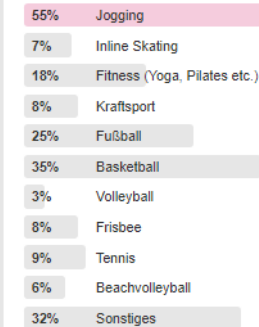 55% Jogging
7% Inline Skating
18% Fitness (Yoga, Pilates etc.)
8% Kraftsport
25% Fußball
35% Basketball
3% Volleyball
8% Frisbee
9% Tennis
6% Beachvolleyball
32% Sonstiges